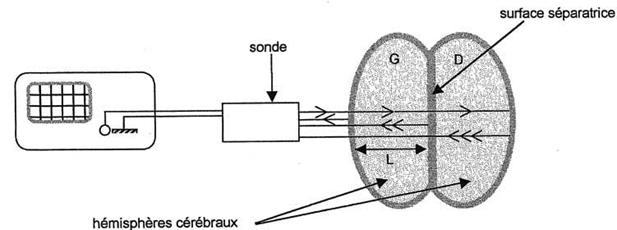 surface séparatrice
sonde
G
D
L
hémisphères cérébraux